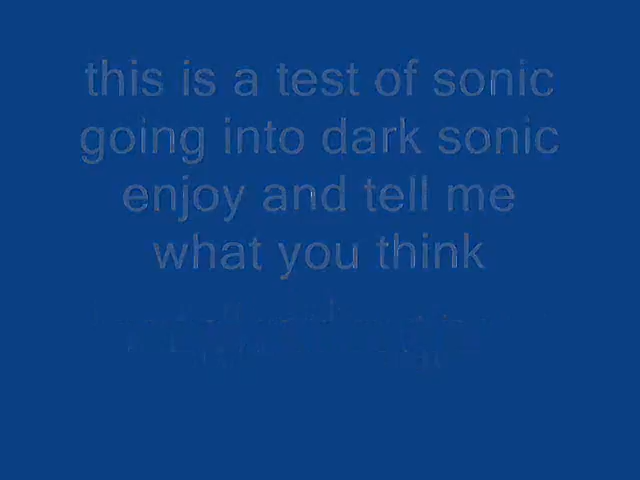 this is a test of sonic
going into dark sonic
enjoy and tell me
what you think